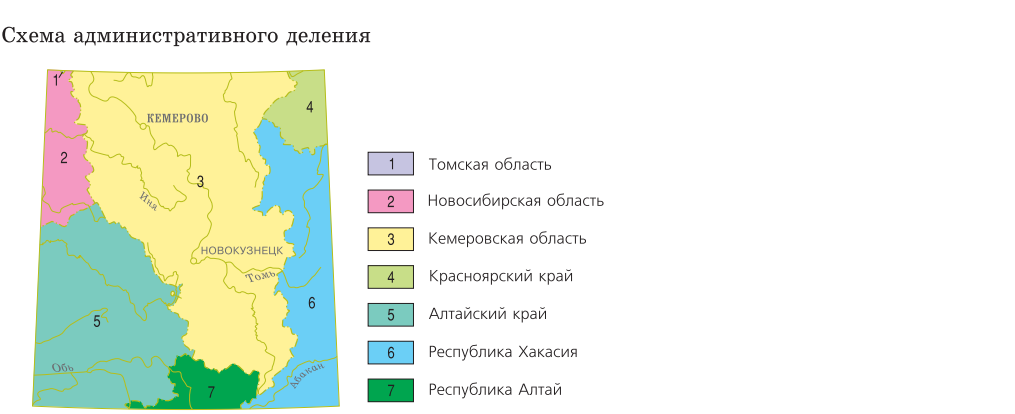 Схема административного деления
1
4
КЕМЕРОВО
2
3
Иня
НОВОКУЗНЕЦК
Томь
6
5
Обь
Абакан
7
1 Томская область
2 Новосибирская область
3 Кемеровская область
4 Красноярский край
5 Алтайский край
6 Республика Хакасия
7 Республика Алтай